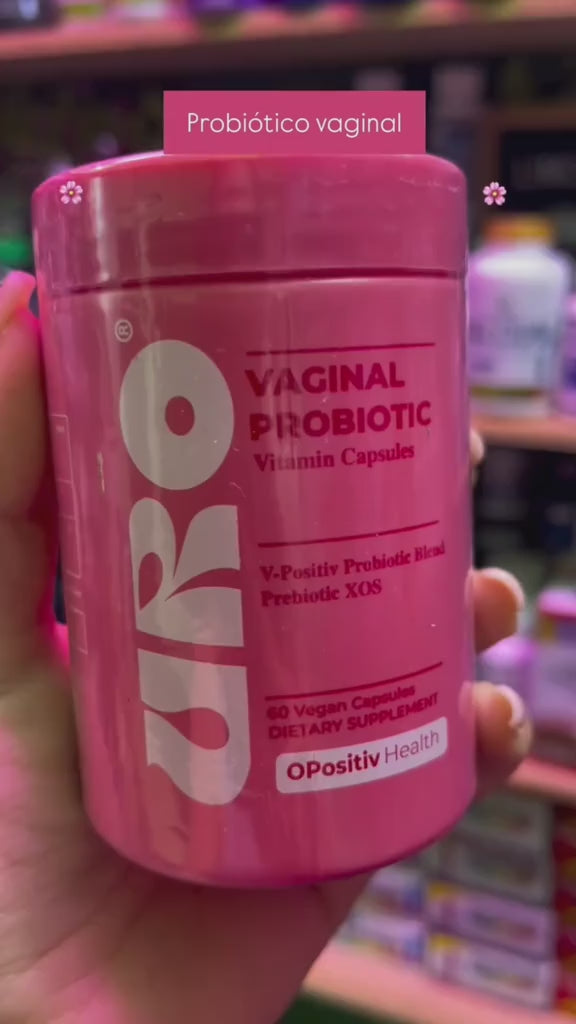 Probiótico vaginal
URO®
VAGINAL
PROBIOTIC
Vitamin Capsules
V-Positiv Probiotic Blend
Prebiotic XOS
60 Vegan Capsules
DIETARY SUPPLEMENT
OPositiv Health